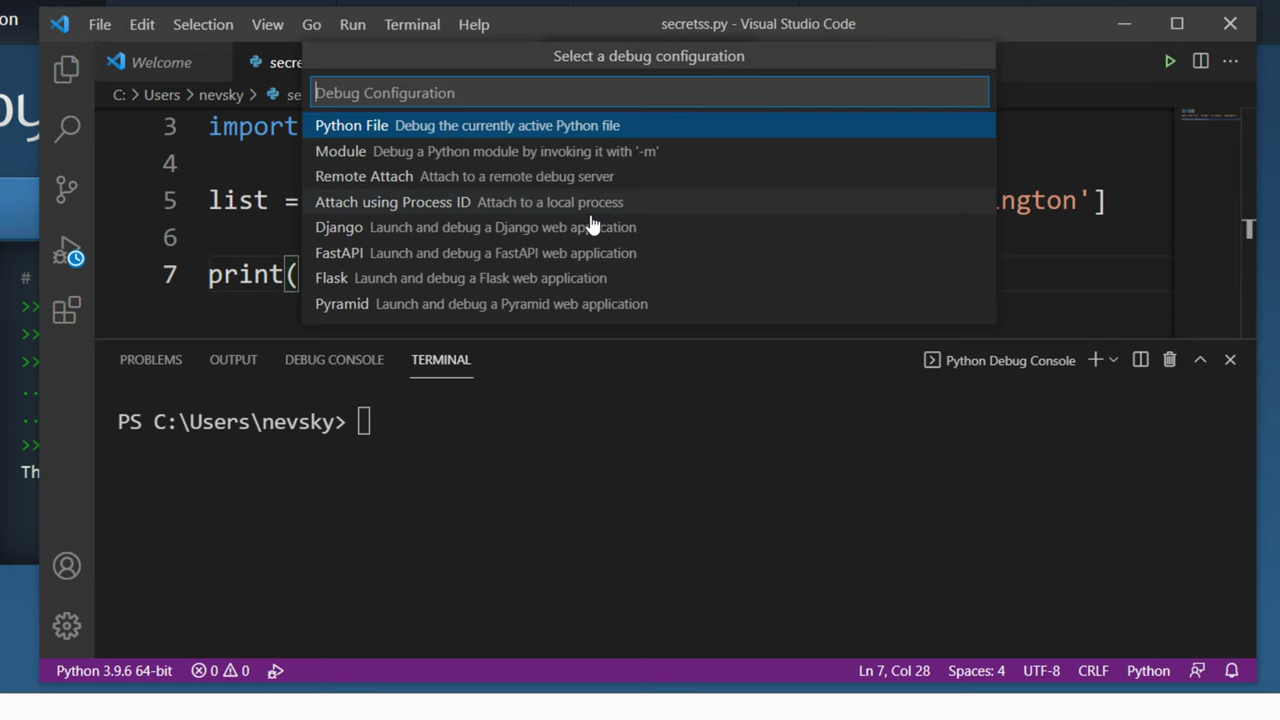 on
File Edit Selection View Go Run Terminal Help secretss.py - Visual Studio Code
Select a debug configuration
Welcome secre
Debug Configuration
C: > Users > nevsky > se
Python File Debug the currently active Python file
3 import
Module Debug a Python module by invoking it with '-m'
4
Remote Attach Attach to a remote debug server
5 list = ngton']
Attach using Process ID Attach to a local process
6
Django Launch and debug a Django web application
FastAPI Launch and debug a FastAPI web application
7 print(
#
Flask Launch and debug a Flask web application
>>
Pyramid Launch and debug a Pyramid web application
>>
>>
PROBLEMS OUTPUT DEBUG CONSOLE TERMINAL Python Debug Console
..
..
PS C:\Users\nevsky>
>>
Th
Python 3.9.6 64-bit 0 0 Ln 7, Col 28 Spaces: 4 UTF-8 CRLF Python